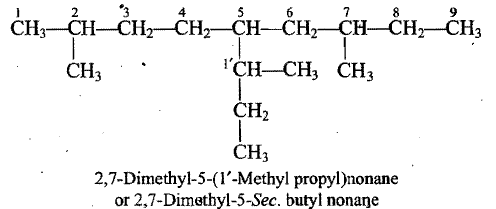 1 2 3 4 5 6 7 8 9
CH₃—CH—CH₂—CH₂—CH—CH₂—CH—CH₂—CH₃
CH₃ 1′CH—CH₃ CH₃
CH₂
CH₃
2,7-Dimethyl-5-(1′-Methyl propyl)nonane
or 2,7-Dimethyl-5-Sec. butyl nonane